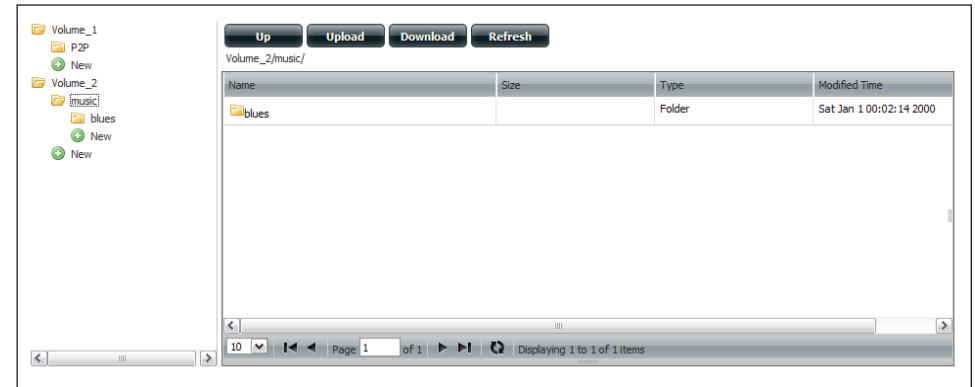 Volume_1
P2P
New
Volume_2
music
blues
New
New
Up Upload Download Refresh
Volume_2/music/
Name Size Type Modified Time
blues Folder Sat Jan 1 00:02:14 2000
10 Page 1 of 1 Displaying 1 to 1 of 1 items